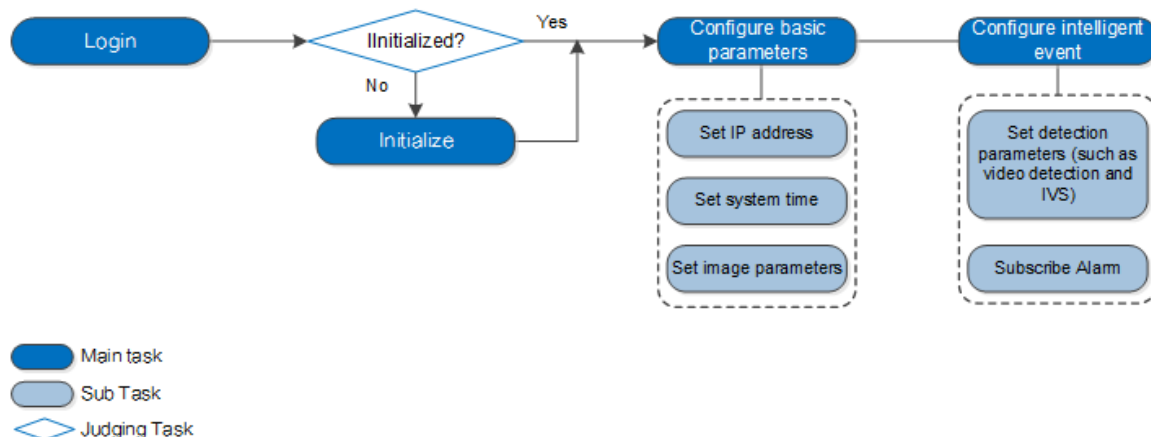 Login
IInitialized?
Yes
No
Initialize
Configure basic
parameters
Set IP address
Set system time
Set image parameters
Configure intelligent
event
Set detection
parameters (such as
video detection and
IVS)
Subscribe Alarm
Main task
Sub Task
Judging Task